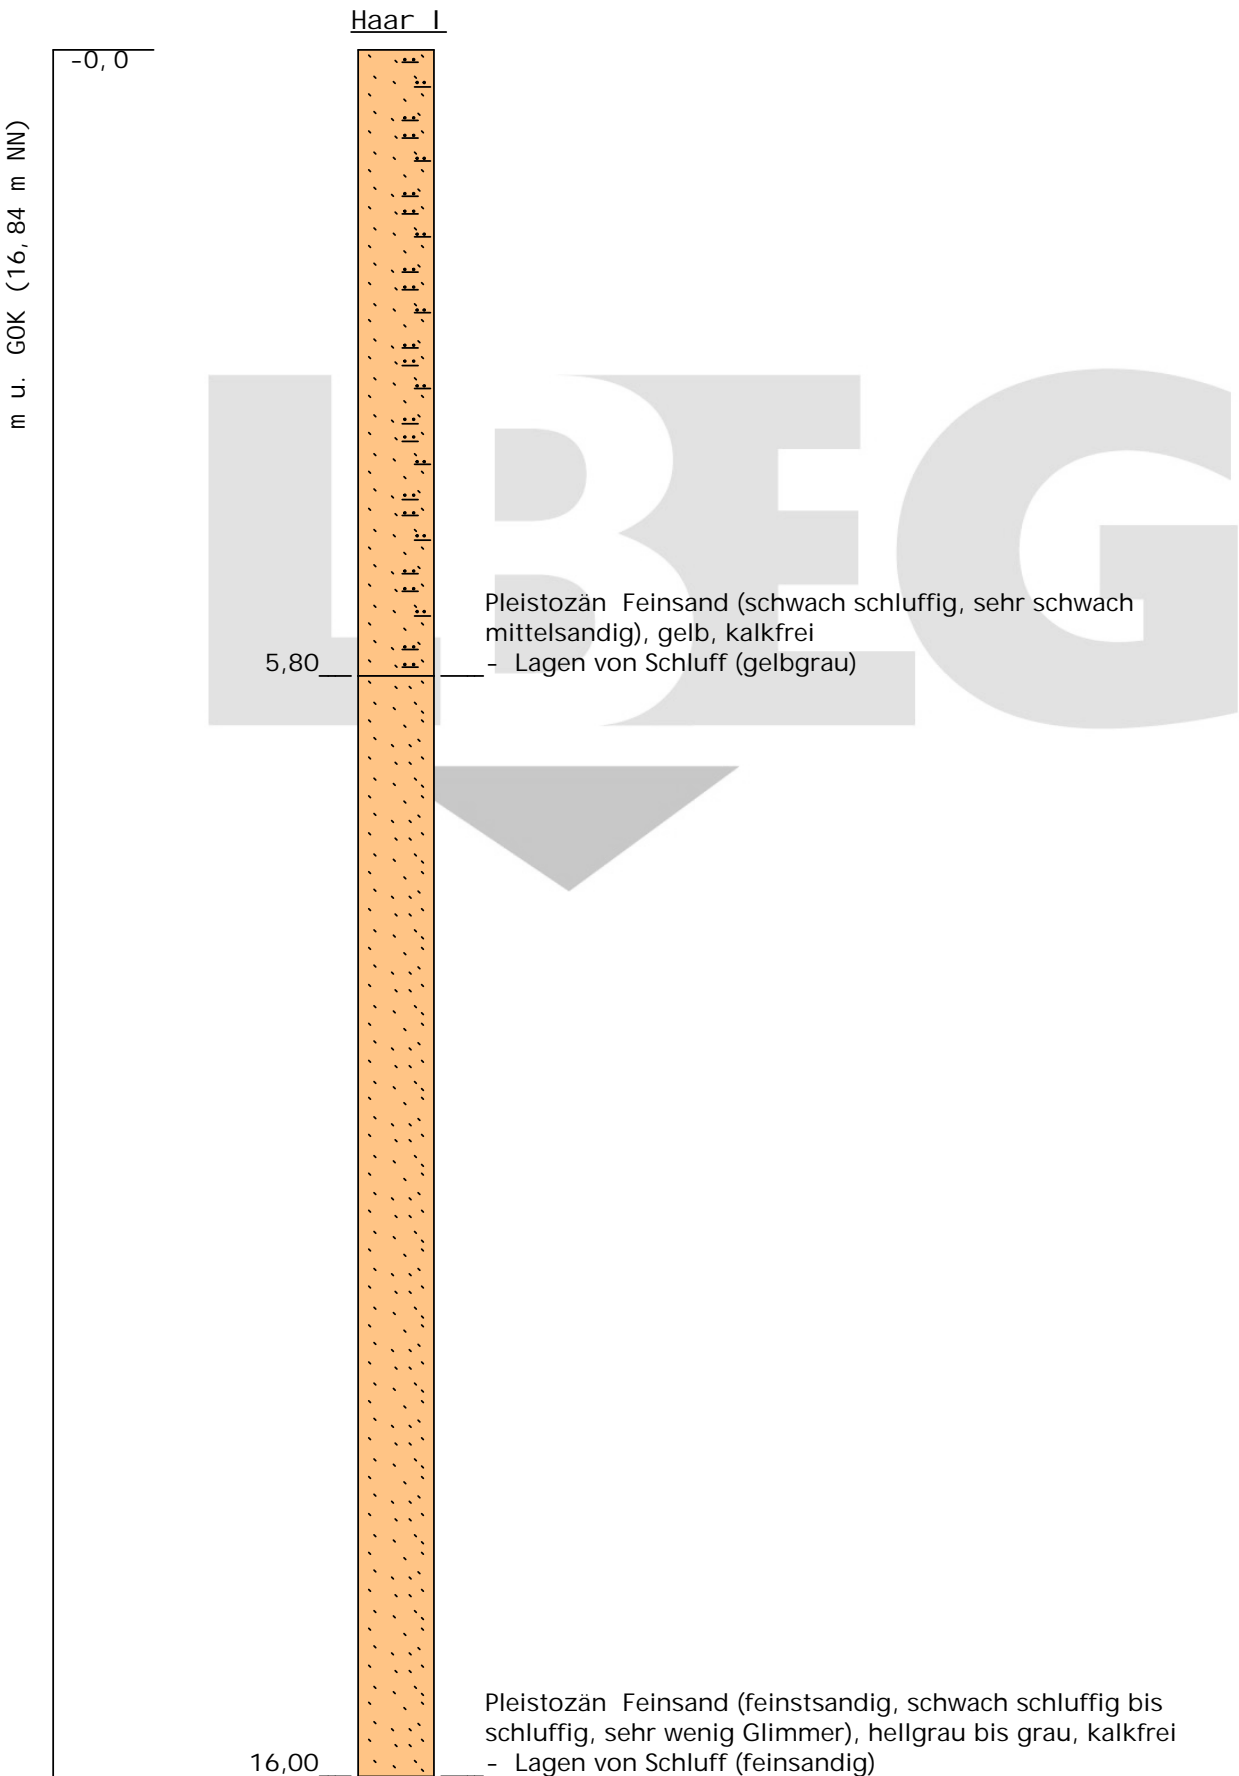 Haar I
-0,0
m u. GOK (16,84 m NN)
LBEG
Pleistozän Feinsand (schwach schluffig, sehr schwach
mittelsandig), gelb, kalkfrei
5,80
- Lagen von Schluff (gelbgrau)
Pleistozän Feinsand (feinstsandig, schwach schluffig bis
schluffig, sehr wenig Glimmer), hellgrau bis grau, kalkfrei
16,00
- Lagen von Schluff (feinsandig)